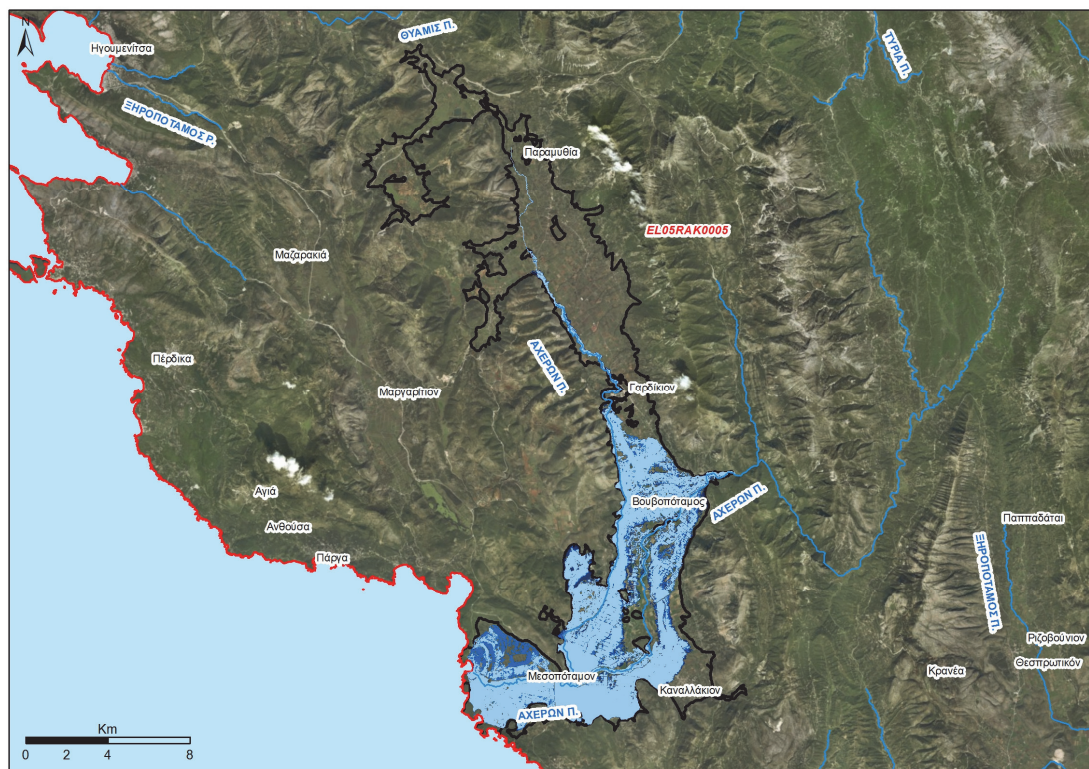 N
ΘΥΑΜΙΣ Π.
Ηγουμενίτσα
ΤΥΡΙΑ Π.
ΞΗΡΟΠΟΤΑΜΟΣ Ρ.
Παραμυθία
EL05RAK0005
Μαζαρακιά
Πέρδικα
ΑΧΕΡΩΝ Π.
Μαργαρίτιον
Γαρδίκιον
Αγιά
Βουβοπόταμος
ΑΧΕΡΩΝ Π.
Παππαδάται
Ανθούσα
Πάργα
ΞΗΡΟΠΟΤΑΜΟΣ Π.
Ριζοβούνιον
Θεσπρωτικόν
Κρανέα
Μεσοπόταμον
Καναλλάκιον
ΑΧΕΡΩΝ Π.
Km
0 2 4 8